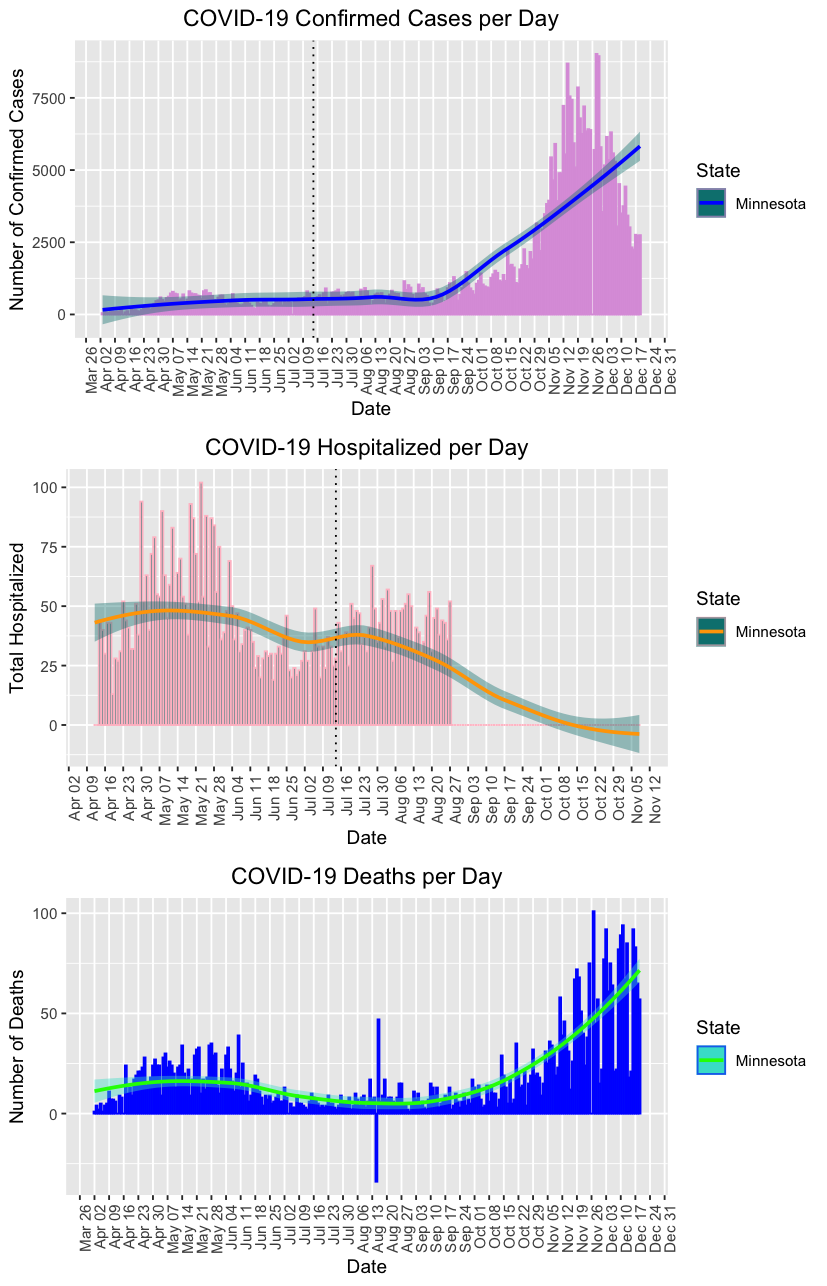 COVID-19 Confirmed Cases per Day
Number of Confirmed Cases
7500
5000
2500
0
Mar 26
Apr 02
Apr 09
Apr 16
Apr 23
Apr 30
May 07
May 14
May 21
May 28
Jun 04
Jun 11
Jun 18
Jun 25
Jul 02
Jul 09
Jul 16
Jul 23
Jul 30
Aug 06
Aug 13
Aug 20
Aug 27
Sep 03
Sep 10
Sep 17
Sep 24
Oct 01
Oct 08
Oct 15
Oct 22
Oct 29
Nov 05
Nov 12
Nov 19
Nov 26
Dec 03
Dec 10
Dec 17
Dec 24
Dec 31
Date
State
Minnesota
COVID-19 Hospitalized per Day
Total Hospitalized
100
75
50
25
0
Apr 02
Apr 09
Apr 16
Apr 23
Apr 30
May 07
May 14
May 21
May 28
Jun 04
Jun 11
Jun 18
Jun 25
Jul 02
Jul 09
Jul 16
Jul 23
Jul 30
Aug 06
Aug 13
Aug 20
Aug 27
Sep 03
Sep 10
Sep 17
Sep 24
Oct 01
Oct 08
Oct 15
Oct 22
Oct 29
Nov 05
Nov 12
Date
State
Minnesota
COVID-19 Deaths per Day
Number of Deaths
100
50
0
Mar 26
Apr 02
Apr 09
Apr 16
Apr 23
Apr 30
May 07
May 14
May 21
May 28
Jun 04
Jun 11
Jun 18
Jun 25
Jul 02
Jul 09
Jul 16
Jul 23
Jul 30
Aug 06
Aug 13
Aug 20
Aug 27
Sep 03
Sep 10
Sep 17
Sep 24
Oct 01
Oct 08
Oct 15
Oct 22
Oct 29
Nov 05
Nov 12
Nov 19
Nov 26
Dec 03
Dec 10
Dec 17
Dec 24
Dec 31
Date
State
Minnesota